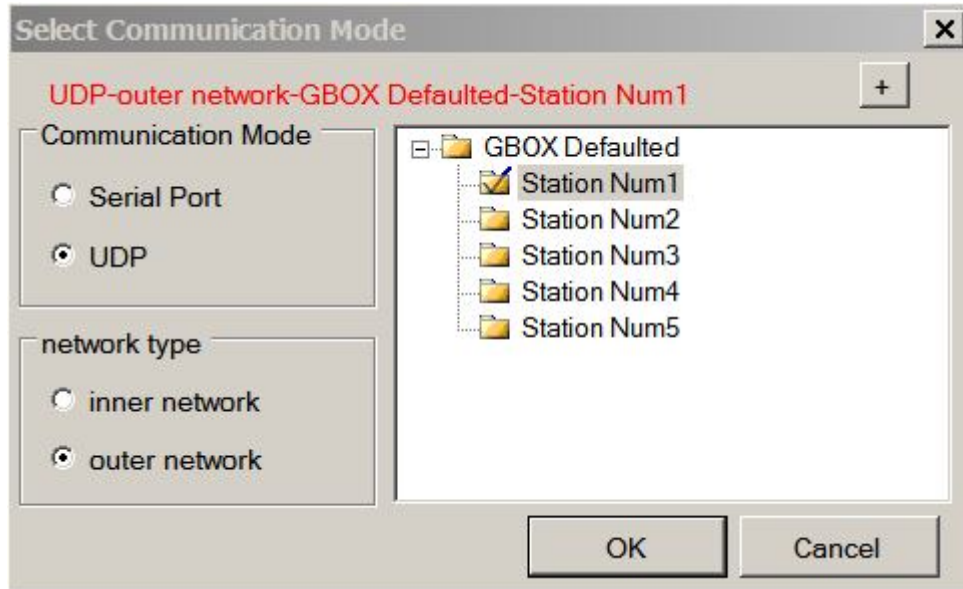 Select Communication Mode
UDP-outer network-GBOX Defaulted-Station Num1
+
Communication Mode
Serial Port
UDP
network type
inner network
outer network
GBOX Defaulted
Station Num1
Station Num2
Station Num3
Station Num4
Station Num5
OK
Cancel